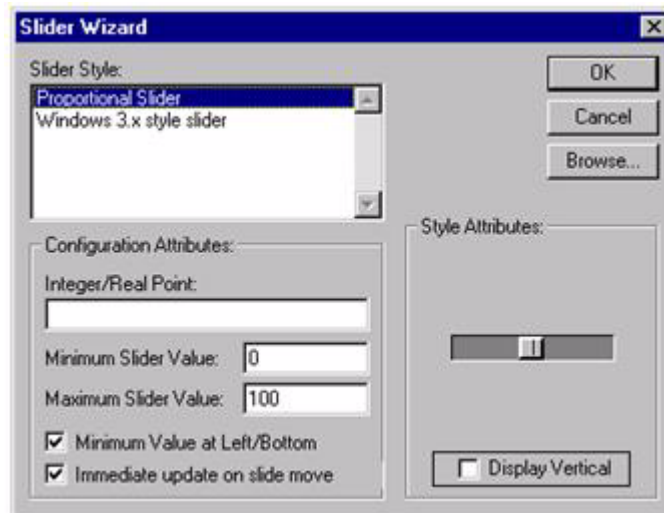 Slider Wizard
Slider Style:
Proportional Slider
Windows 3.x style slider
OK
Cancel
Browse...
Configuration Attributes:
Integer/Real Point:
Minimum Slider Value: 0
Maximum Slider Value: 100
Minimum Value at Left/Bottom
Immediate update on slide move
Style Attributes:
Display Vertical